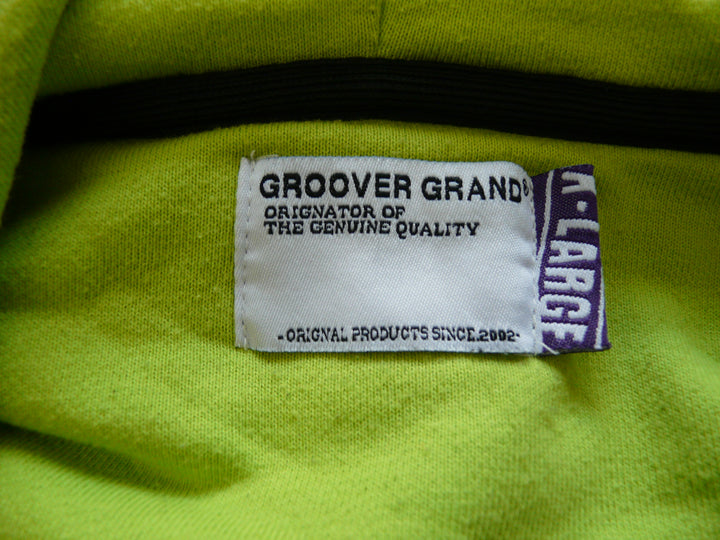 GROOVER GRAND®
ORIGNATOR OF
THE GENUINE QUALITY
-ORIGNAL PRODUCTS SINCE.2002-
X-LARGE